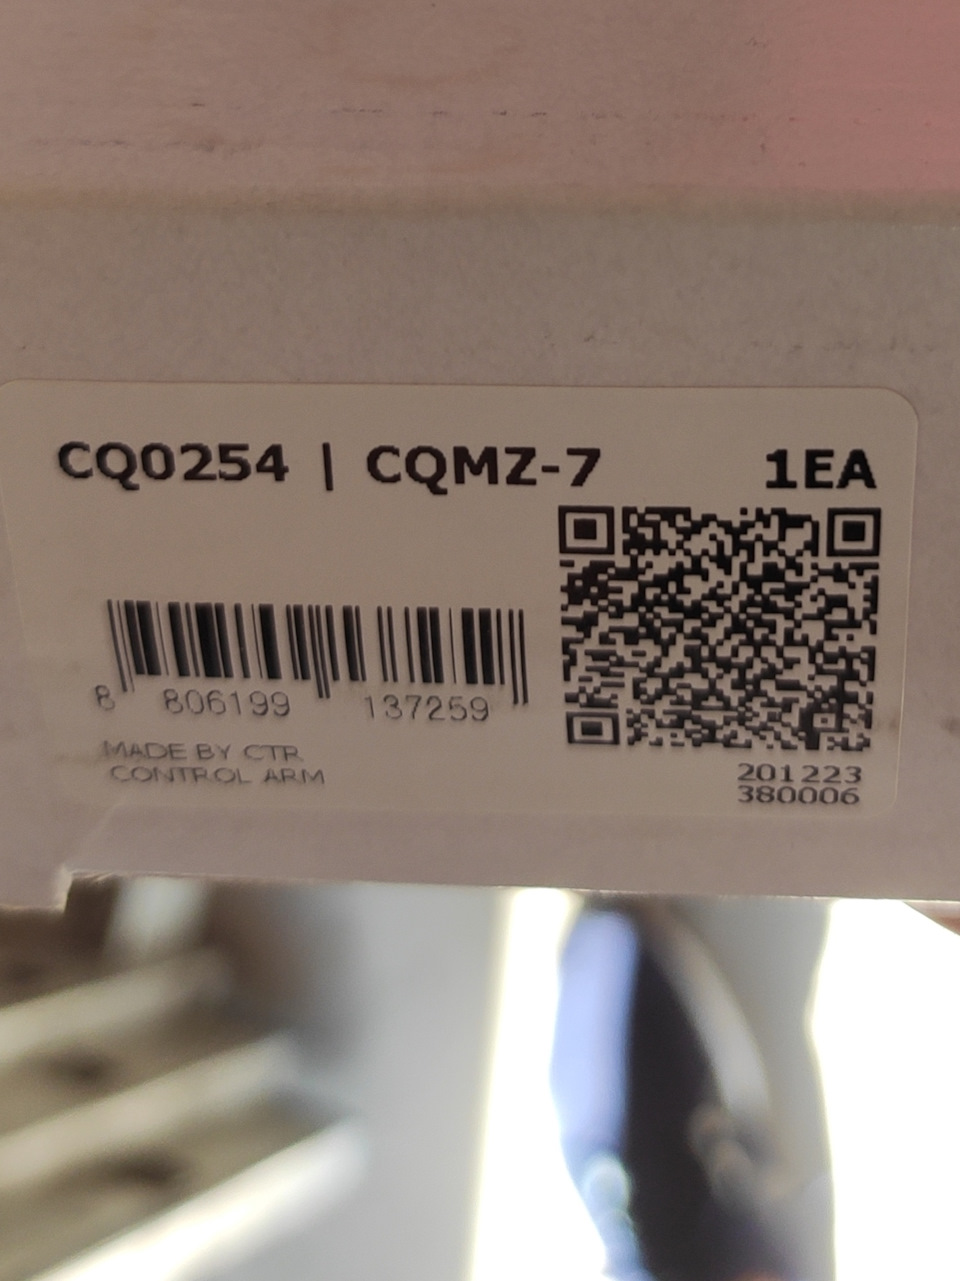 CQ0254 | CQMZ-7 1EA
8 806199 137259
MADE BY CTR
CONTROL ARM
201223
380006